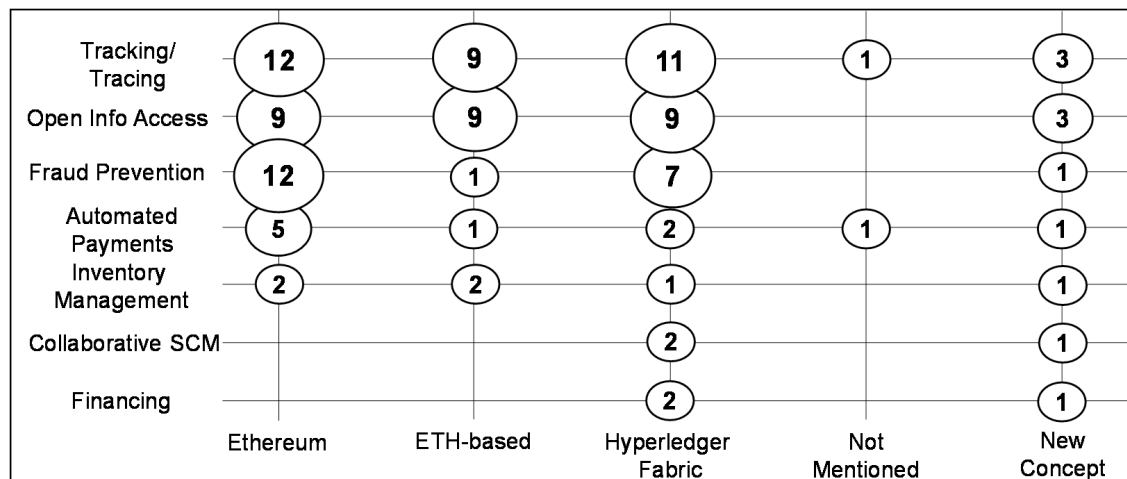 Tracking/
Tracing
12 9 11 1 3
Open Info Access
9 9 9 3
Fraud Prevention
12 1 7 1
Automated
Payments
5 1 2 1 1
Inventory
Management
2 2 1 1
Collaborative SCM
2 1
Financing
2 1
Ethereum
ETH-based
Hyperledger
Fabric
Not
Mentioned
New
Concept